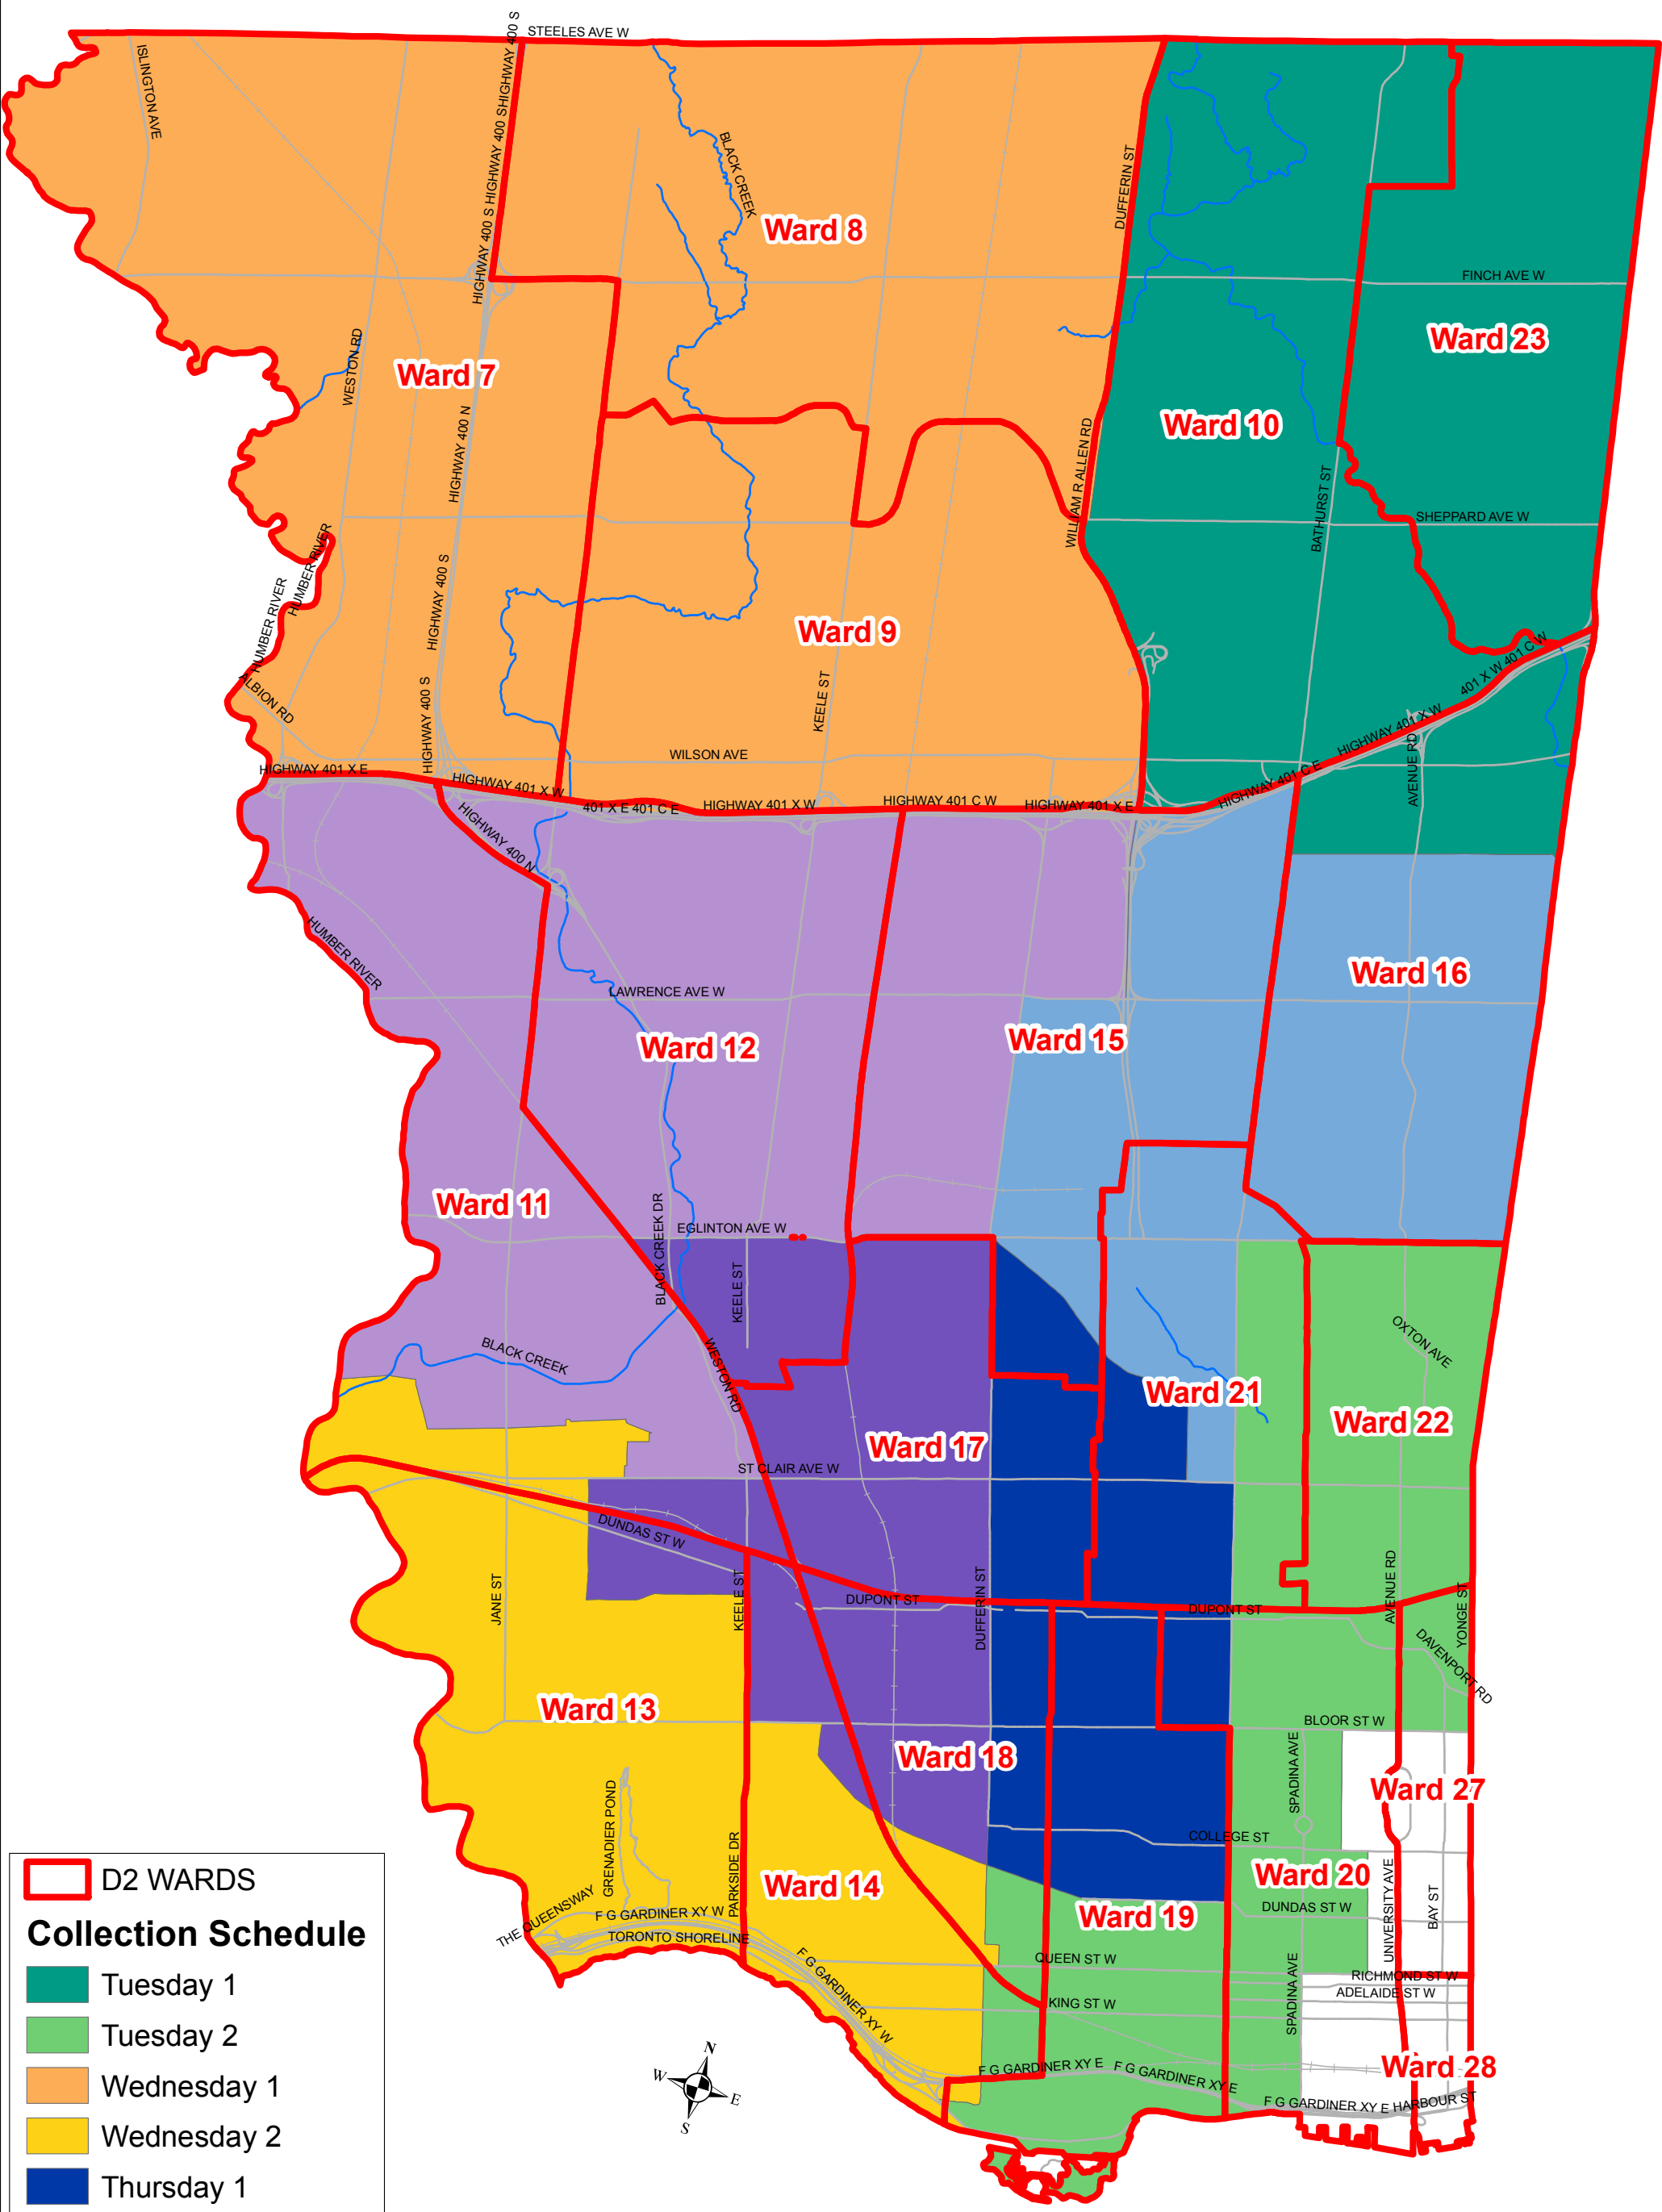 STEELES AVE W
ISLINGTON AVE
HIGHWAY 400 S HIGHWAY 400 SHIGHWAY 400 S
BLACK CREEK
DUFFERIN ST
Ward 8
HIGHWAY 400 S
FINCH AVE W
Ward 23
WESTON RD
Ward 7
Ward 10
HIGHWAY 400 N
WILLIAM R ALLEN RD
BATHURST ST
SHEPPARD AVE W
HUMBER RIVER
HUMBER RIVER
HIGHWAY 400 S
Ward 9
ALBION RD
KEELE ST
401 X W 401 C W
HIGHWAY 400 S
HIGHWAY 401 X W
AVENUE RD
WILSON AVE
HIGHWAY 401 X E
HIGHWAY 401 X W
401 X E 401 C E
HIGHWAY 401 X W
HIGHWAY 401 C W
HIGHWAY 401 X E
HIGHWAY 401 C E
HIGHWAY 400 N
HUMBER RIVER
LAWRENCE AVE W
Ward 16
Ward 12
Ward 15
Ward 11
BLACK CREEK DR
EGLINTON AVE W
KEELE ST
BLACK CREEK
WESTON RD
OXTON AVE
Ward 21
Ward 22
Ward 17
ST CLAIR AVE W
DUNDAS ST W
JANE ST
KEELE ST
DUPONT ST
DUFFERIN ST
DUPONT ST
AVENUE RD
YONGE ST
DAVENPORT RD
Ward 13
BLOOR ST W
Ward 18
SPADINA AVE
Ward 27
GRENADIER POND
PARKSIDE DR
COLLEGE ST
Ward 14
Ward 20
UNIVERSITY AVE
BAY ST
THE QUEENSWAY
F G GARDINER XY W
TORONTO SHORELINE
Ward 19
DUNDAS ST W
F G GARDINER XY W
QUEEN ST W
KING ST W
SPADINA AVE
RICHMOND ST W
ADELAIDE ST W
F G GARDINER XY E
F G GARDINER XY E
Ward 28
F G GARDINER XY E HARBOUR ST
N
W
E
S
D2 WARDS
Collection Schedule
Tuesday 1
Tuesday 2
Wednesday 1
Wednesday 2
Thursday 1